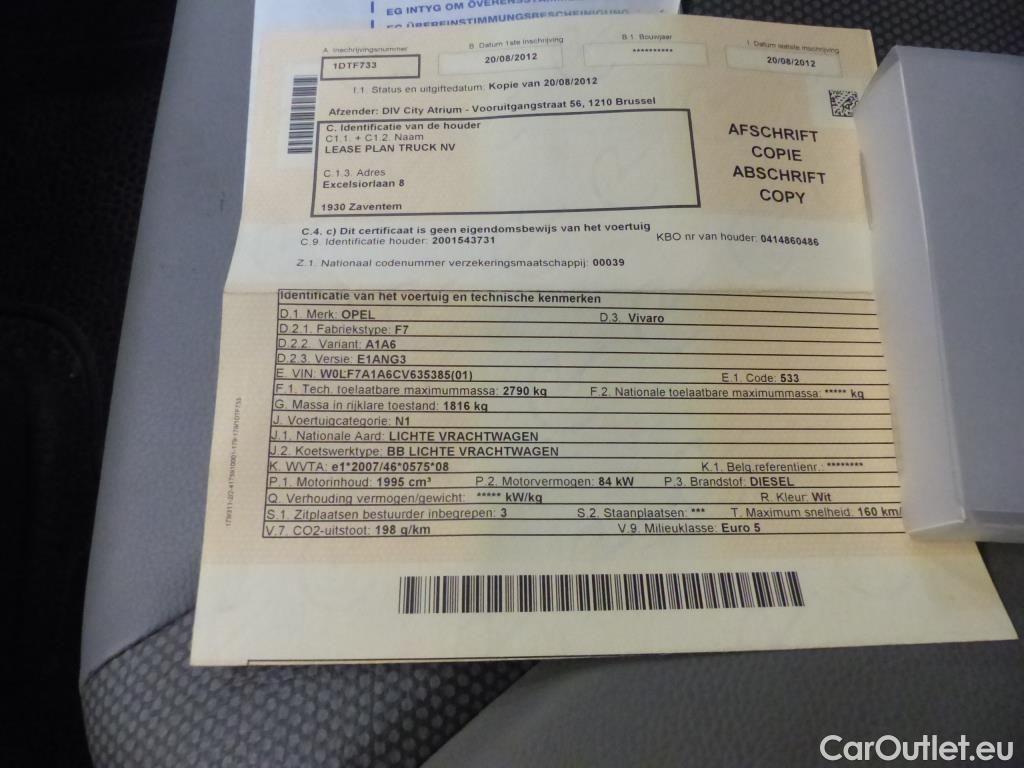 EG INTYG OM ÖVERENSSTÄMMELSE
EG ÜBEREINSTIMMUNGSBESCHEINIGUNG
A. Inschrijvingsnummer
1DTF733
B. Datum 1ste inschrijving
20/08/2012
B.1. Bouwjaar
**********
I. Datum laatste inschrijving
20/08/2012
I.1. Status en uitgiftedatum: Kopie van 20/08/2012
Afzender: DIV City Atrium - Vooruitgangstraat 56, 1210 Brussel
C. Identificatie van de houder
C1.1. + C1.2. Naam
LEASE PLAN TRUCK NV
C.1.3. Adres
Excelsiorlaan 8
1930 Zaventem
AFSCHRIFT
COPIE
ABSCHRIFT
COPY
C.4. c) Dit certificaat is geen eigendomsbewijs van het voertuig
C.9. Identificatie houder: 2001543731 KBO nr van houder: 0414860486
Z.1. Nationaal codenummer verzekeringsmaatschappij: 00039
Identificatie van het voertuig en technische kenmerken
D.1. Merk: OPEL D.3. Vivaro
D.2.1. Fabriekstype: F7
D.2.2. Variant: A1A6
D.2.3. Versie: E1ANG3
E. VIN: W0LF7A1A6CV635385(01) E.1. Code: 533
F.1. Tech. toelaatbare maximummassa: 2790 kg F.2. Nationale toelaatbare maximummassa: ***** kg
G. Massa in rijklare toestand: 1816 kg
J. Voertuigcategorie: N1
J.1. Nationale Aard: LICHTE VRACHTWAGEN
J.2. Koetswerktype: BB LICHTE VRACHTWAGEN
K. WVTA: e1*2007/46*0575*08 K.1. Belg.referentienr.: ********
P.1. Motorinhoud: 1995 cm³ P.2. Motorvermogen: 84 kW P.3. Brandstof: DIESEL
Q. Verhouding vermogen/gewicht: ***** kW/kg R. Kleur: Wit
S.1. Zitplaatsen bestuurder inbegrepen: 3 S.2. Staanplaatsen: *** T. Maximum snelheid: 160 km/
V.7. CO2-uitstoot: 198 g/km V.9. Milieuklasse: Euro 5
CarOutlet.eu